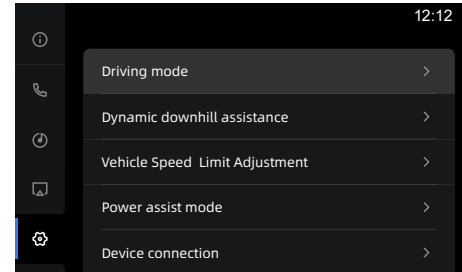 12:12
Driving mode
Dynamic downhill assistance
Vehicle Speed  Limit Adjustment
Power assist mode
Device connection